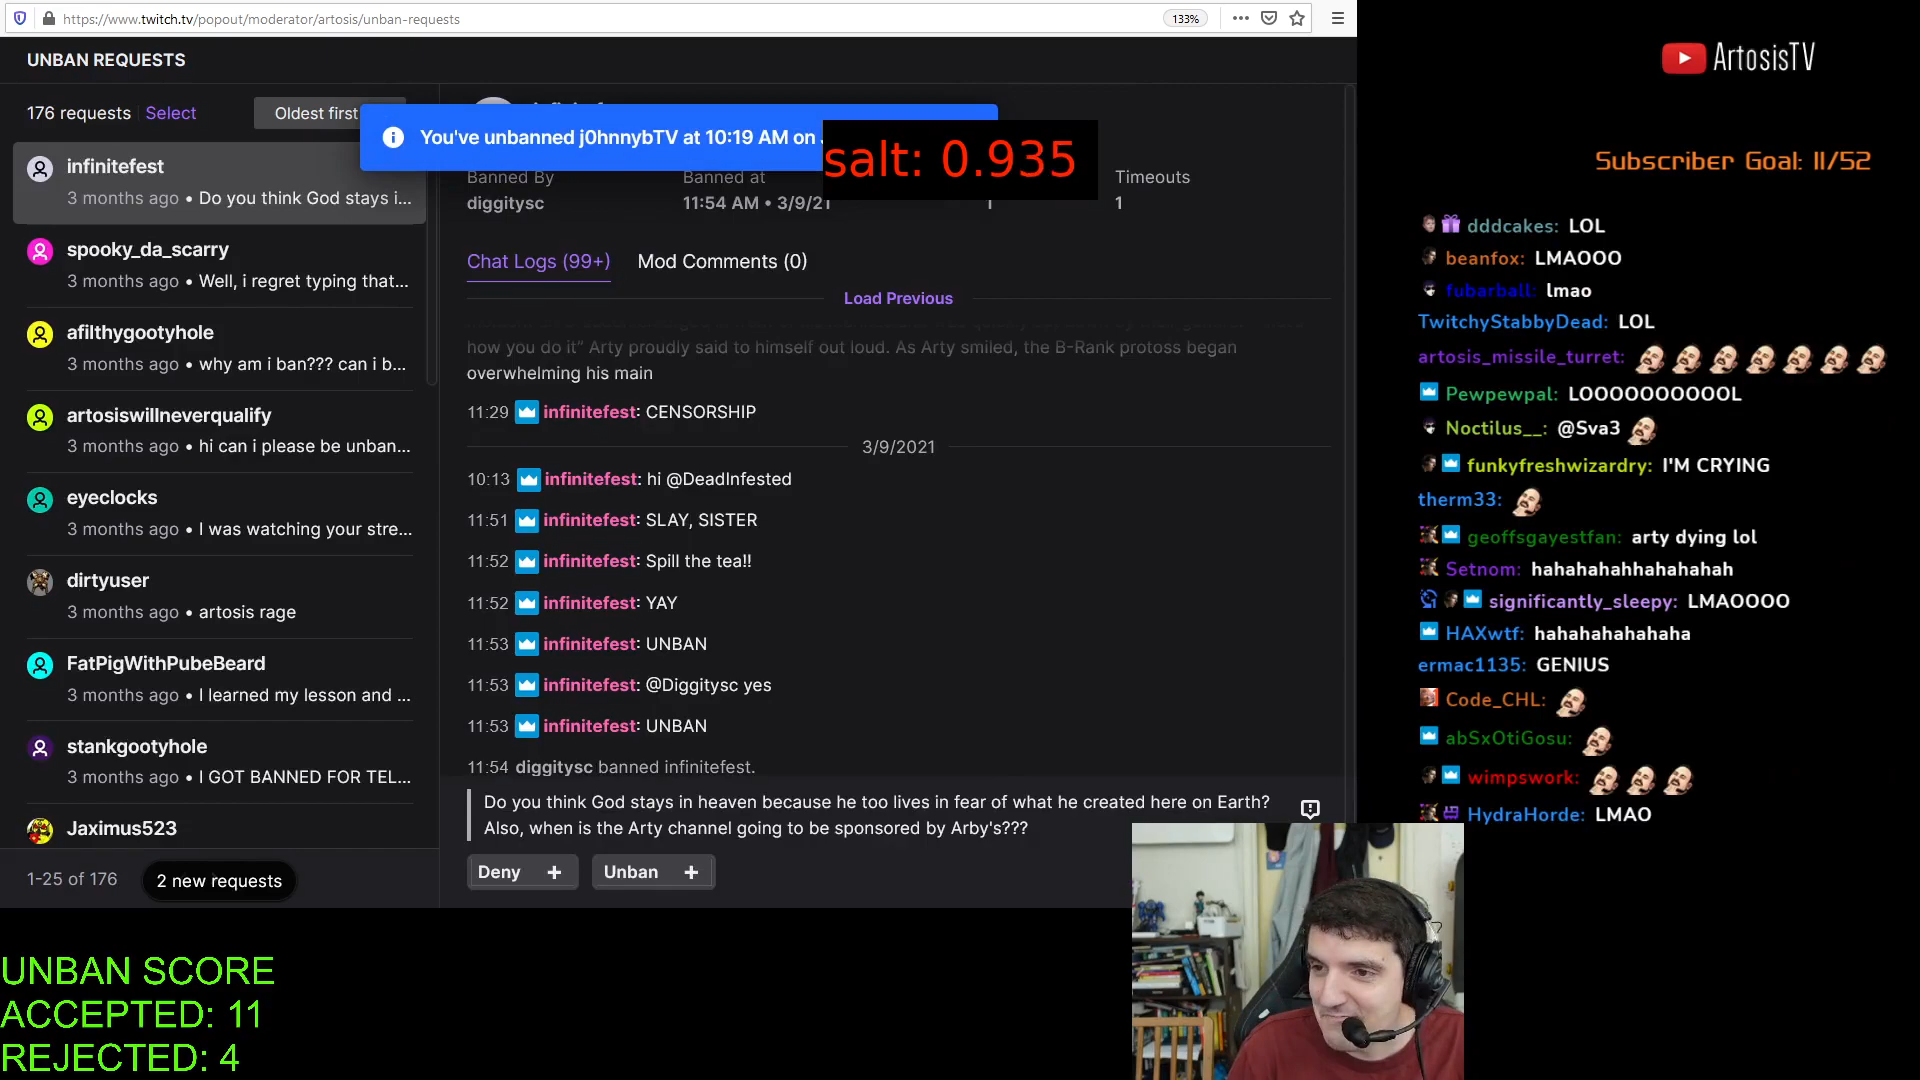 https://www.twitch.tv/popout/moderator/artosis/unban-requests
133%
UNBAN REQUESTS
176 requests Select
Oldest first
infinitefest
3 months ago • Do you think God stays i...
spooky_da_scarry
3 months ago • Well, i regret typing that...
afilthygootyhole
3 months ago • why am i ban??? can i b...
artosiswillneverqualify
3 months ago • hi can i please be unban...
eyeclocks
3 months ago • I was watching your stre...
dirtyuser
3 months ago • artosis rage
FatPigWithPubeBeard
3 months ago • I learned my lesson and ...
stankgootyhole
3 months ago • I GOT BANNED FOR TEL...
Jaximus523
1-25 of 176
2 new requests
You've unbanned j0hnnybTV at 10:19 AM on
salt: 0.935
Banned By
diggitysc
Banned at
11:54 AM • 3/9/21
1
Timeouts
1
Chat Logs (99+)
Mod Comments (0)
Load Previous
how you do it” Arty proudly said to himself out loud. As Arty smiled, the B-Rank protoss began
overwhelming his main
11:29 infinitefest: CENSORSHIP
3/9/2021
10:13 infinitefest: hi @DeadInfested
11:51 infinitefest: SLAY, SISTER
11:52 infinitefest: Spill the tea!!
11:52 infinitefest: YAY
11:53 infinitefest: UNBAN
11:53 infinitefest: @Diggitysc yes
11:53 infinitefest: UNBAN
11:54 diggitysc banned infinitefest.
Do you think God stays in heaven because he too lives in fear of what he created here on Earth?
Also, when is the Arty channel going to be sponsored by Arby's???
Deny +
Unban +
UNBAN SCORE
ACCEPTED: 11
REJECTED: 4
ArtosisTV
Subscriber Goal: 11/52
dddcakes: LOL
beanfox: LMAOOO
fubarball: lmao
TwitchyStabbyDead: LOL
artosis_missile_turret:
Pewpewpal: LOOOOOOOOOOL
Noctilus__: @Sva3
funkyfreshwizardry: I'M CRYING
therm33:
geoffsgayestfan: arty dying lol
Setnom: hahahahahhahahahah
significantly_sleepy: LMAOOOO
HAXwtf: hahahahahahaha
ermac1135: GENIUS
Code_CHL:
abSxOtiGosu:
wimpswork:
HydraHorde: LMAO